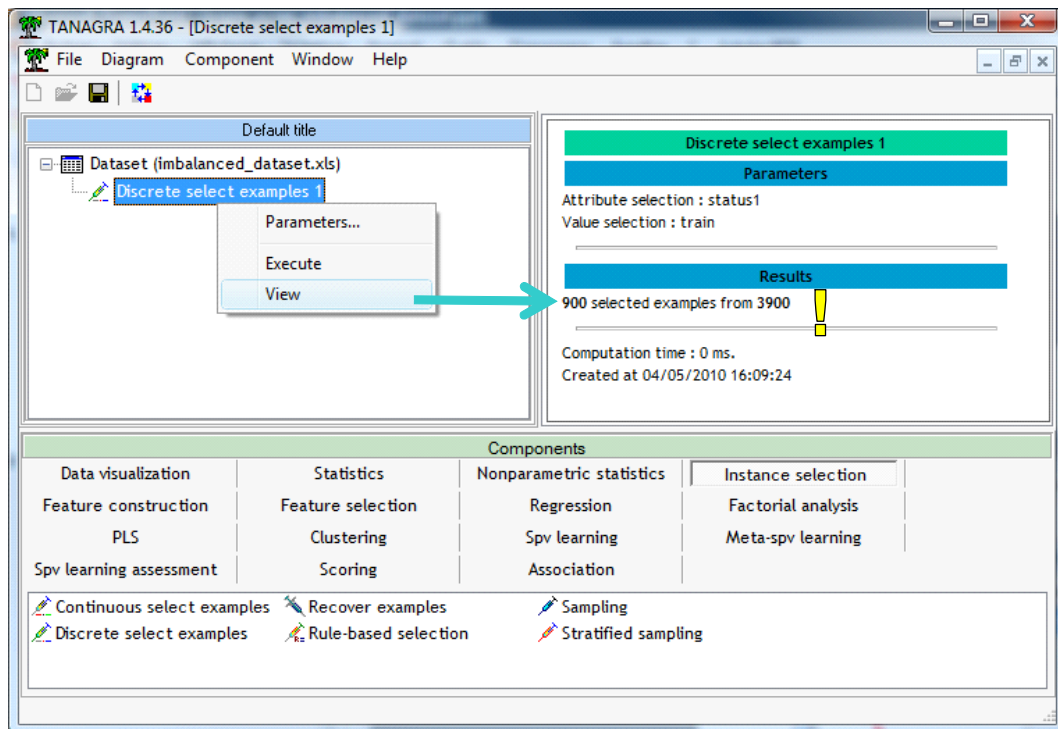 TANAGRA 1.4.36 - [Discrete select examples 1]
File Diagram Component Window Help
Default title
Dataset (imbalanced_dataset.xls)
Discrete select examples 1
Parameters...
Execute
View
Discrete select examples 1
Parameters
Attribute selection : status1
Value selection : train
Results
900 selected examples from 3900
!
Computation time : 0 ms.
Created at 04/05/2010 16:09:24
Components
Data visualization Statistics Nonparametric statistics Instance selection
Feature construction Feature selection Regression Factorial analysis
PLS Clustering Spv learning Meta-spv learning
Spv learning assessment Scoring Association
Continuous select examples Recover examples Sampling
Discrete select examples Rule-based selection Stratified sampling